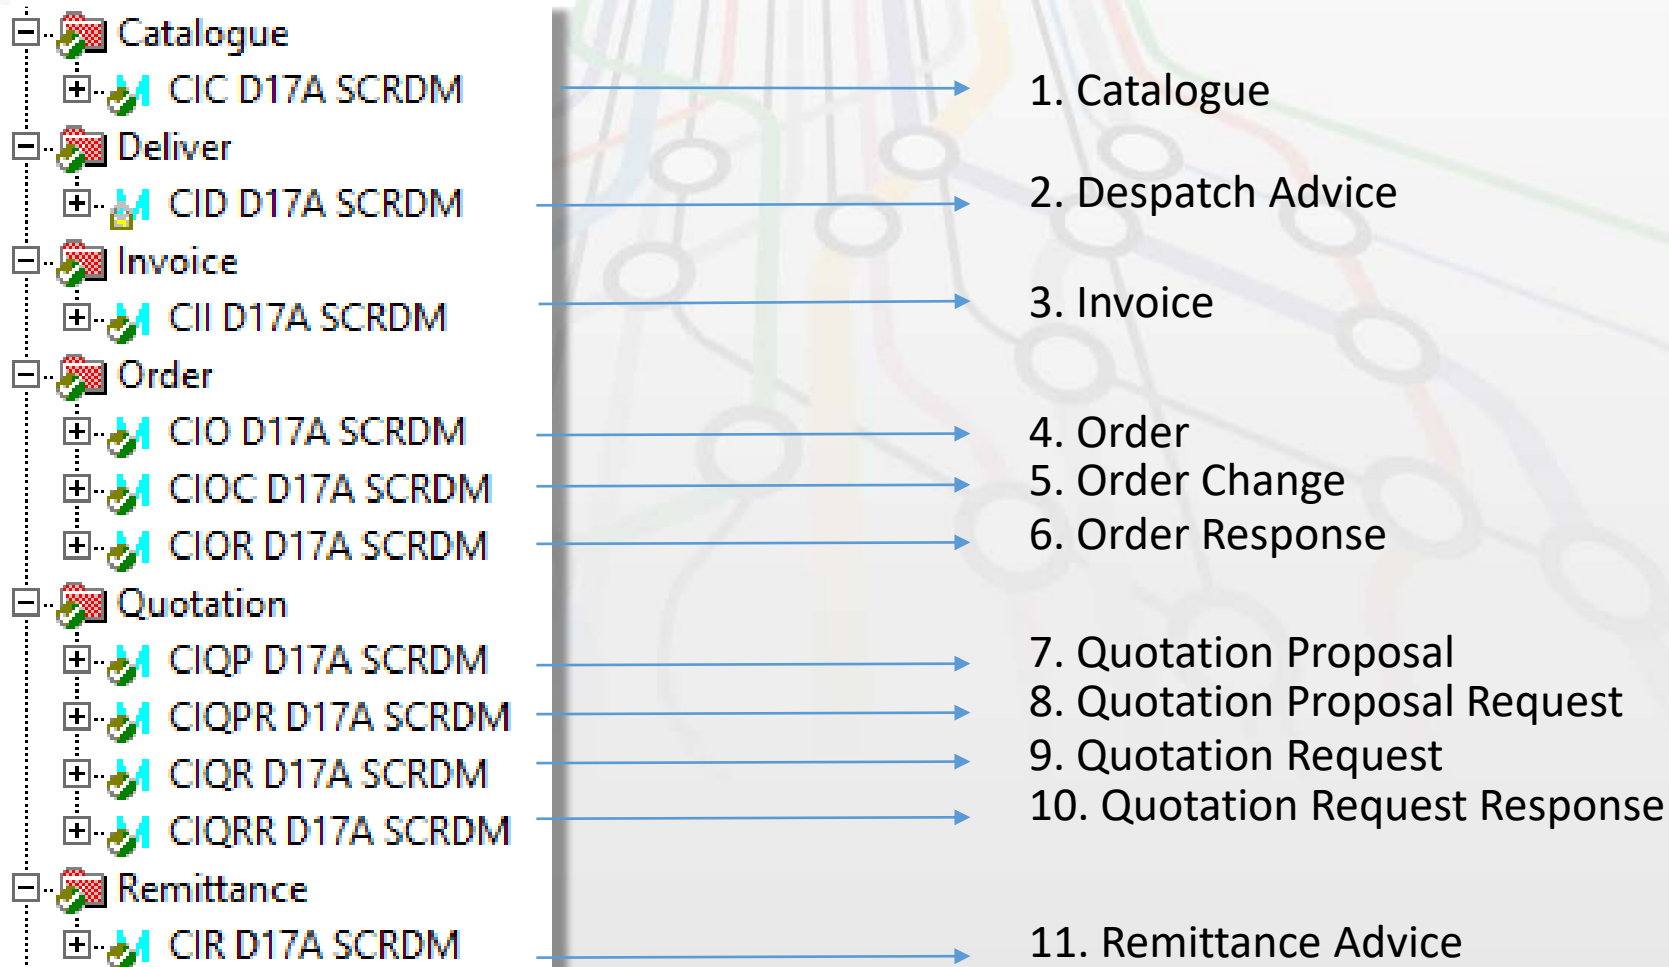 Catalogue
CIC D17A SCRDM
1. Catalogue
Deliver
CID D17A SCRDM
2. Despatch Advice
Invoice
CII D17A SCRDM
3. Invoice
Order
CIO D17A SCRDM
4. Order
CIOC D17A SCRDM
5. Order Change
CIOR D17A SCRDM
6. Order Response
Quotation
CIQP D17A SCRDM
7. Quotation Proposal
CIQPR D17A SCRDM
8. Quotation Proposal Request
CIQR D17A SCRDM
9. Quotation Request
CIQRR D17A SCRDM
10. Quotation Request Response
Remittance
CIR D17A SCRDM
11. Remittance Advice